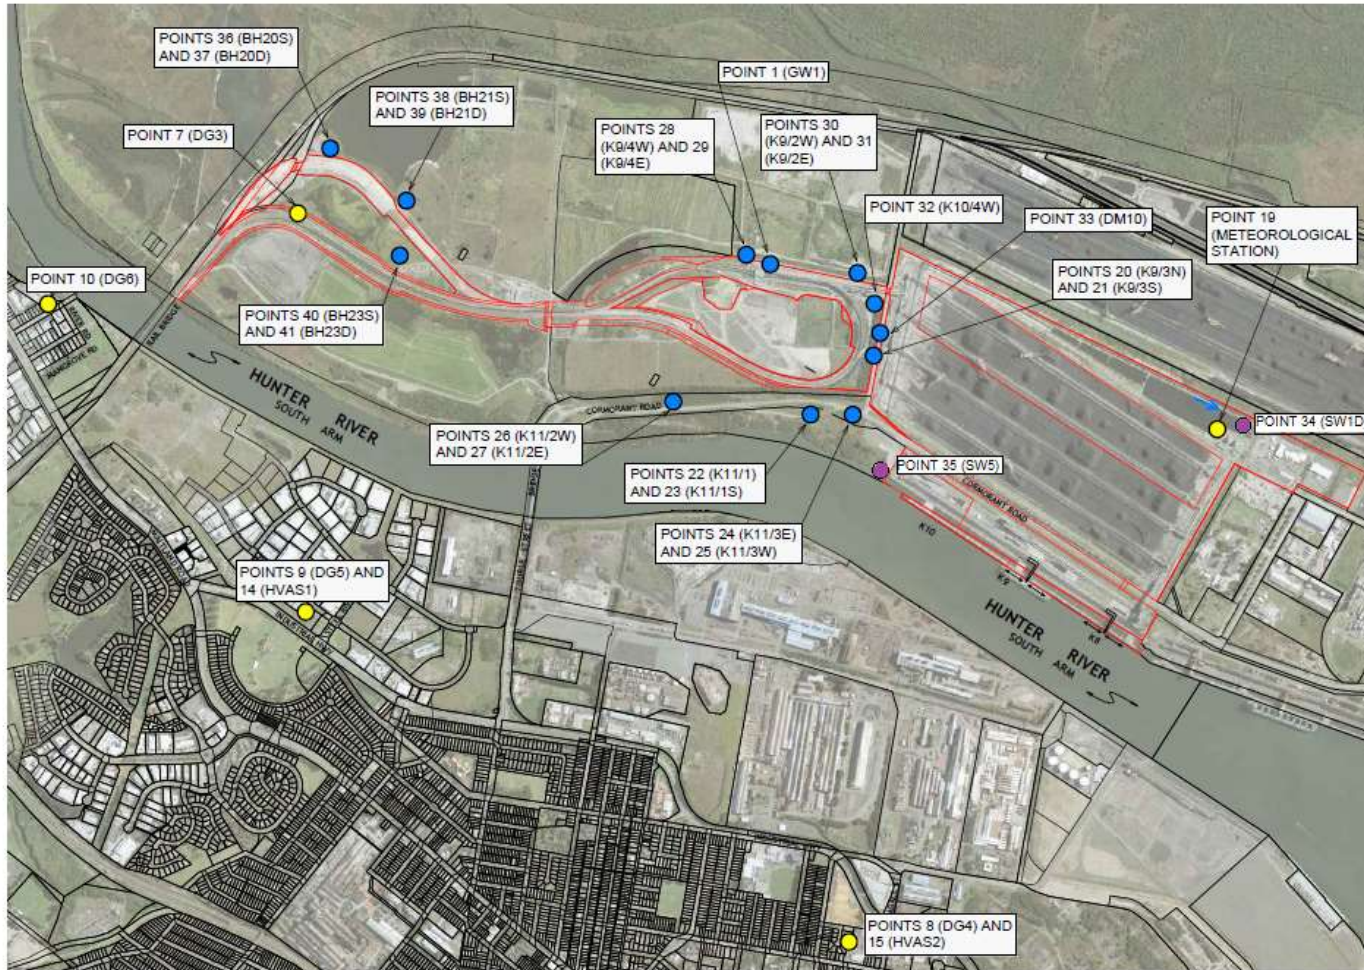 POINTS 36 (BH20S)
AND 37 (BH20D)
POINT 1 (GW1)
POINTS 38 (BH21S)
AND 39 (BH21D)
POINTS 28
(K9/4W) AND 29
(K9/4E)
POINTS 30
(K9/2W) AND 31
(K9/2E)
POINT 7 (DG3)
POINT 32 (K10/4W)
POINT 33 (DM10)
POINT 19
(METEOROLOGICAL
STATION)
POINTS 20 (K9/3N)
AND 21 (K9/3S)
POINT 10 (DG6)
POINTS 40 (BH23S)
AND 41 (BH23D)
RAIL BRIDGE
MANGROVE RD
HUNTER RIVER
SOUTH ARM
CORMORANT ROAD
POINTS 26 (K11/2W)
AND 27 (K11/2E)
POINT 34 (SW1D
POINTS 22 (K11/1)
AND 23 (K11/1S)
POINT 35 (SW5)
CORMORANT ROAD
K10
POINTS 24 (K11/3E)
AND 25 (K11/3W)
K9
K8
HUNTER RIVER
SOUTH ARM
POINTS 9 (DG5) AND
14 (HVAS1)
POINTS 8 (DG4) AND
15 (HVAS2)